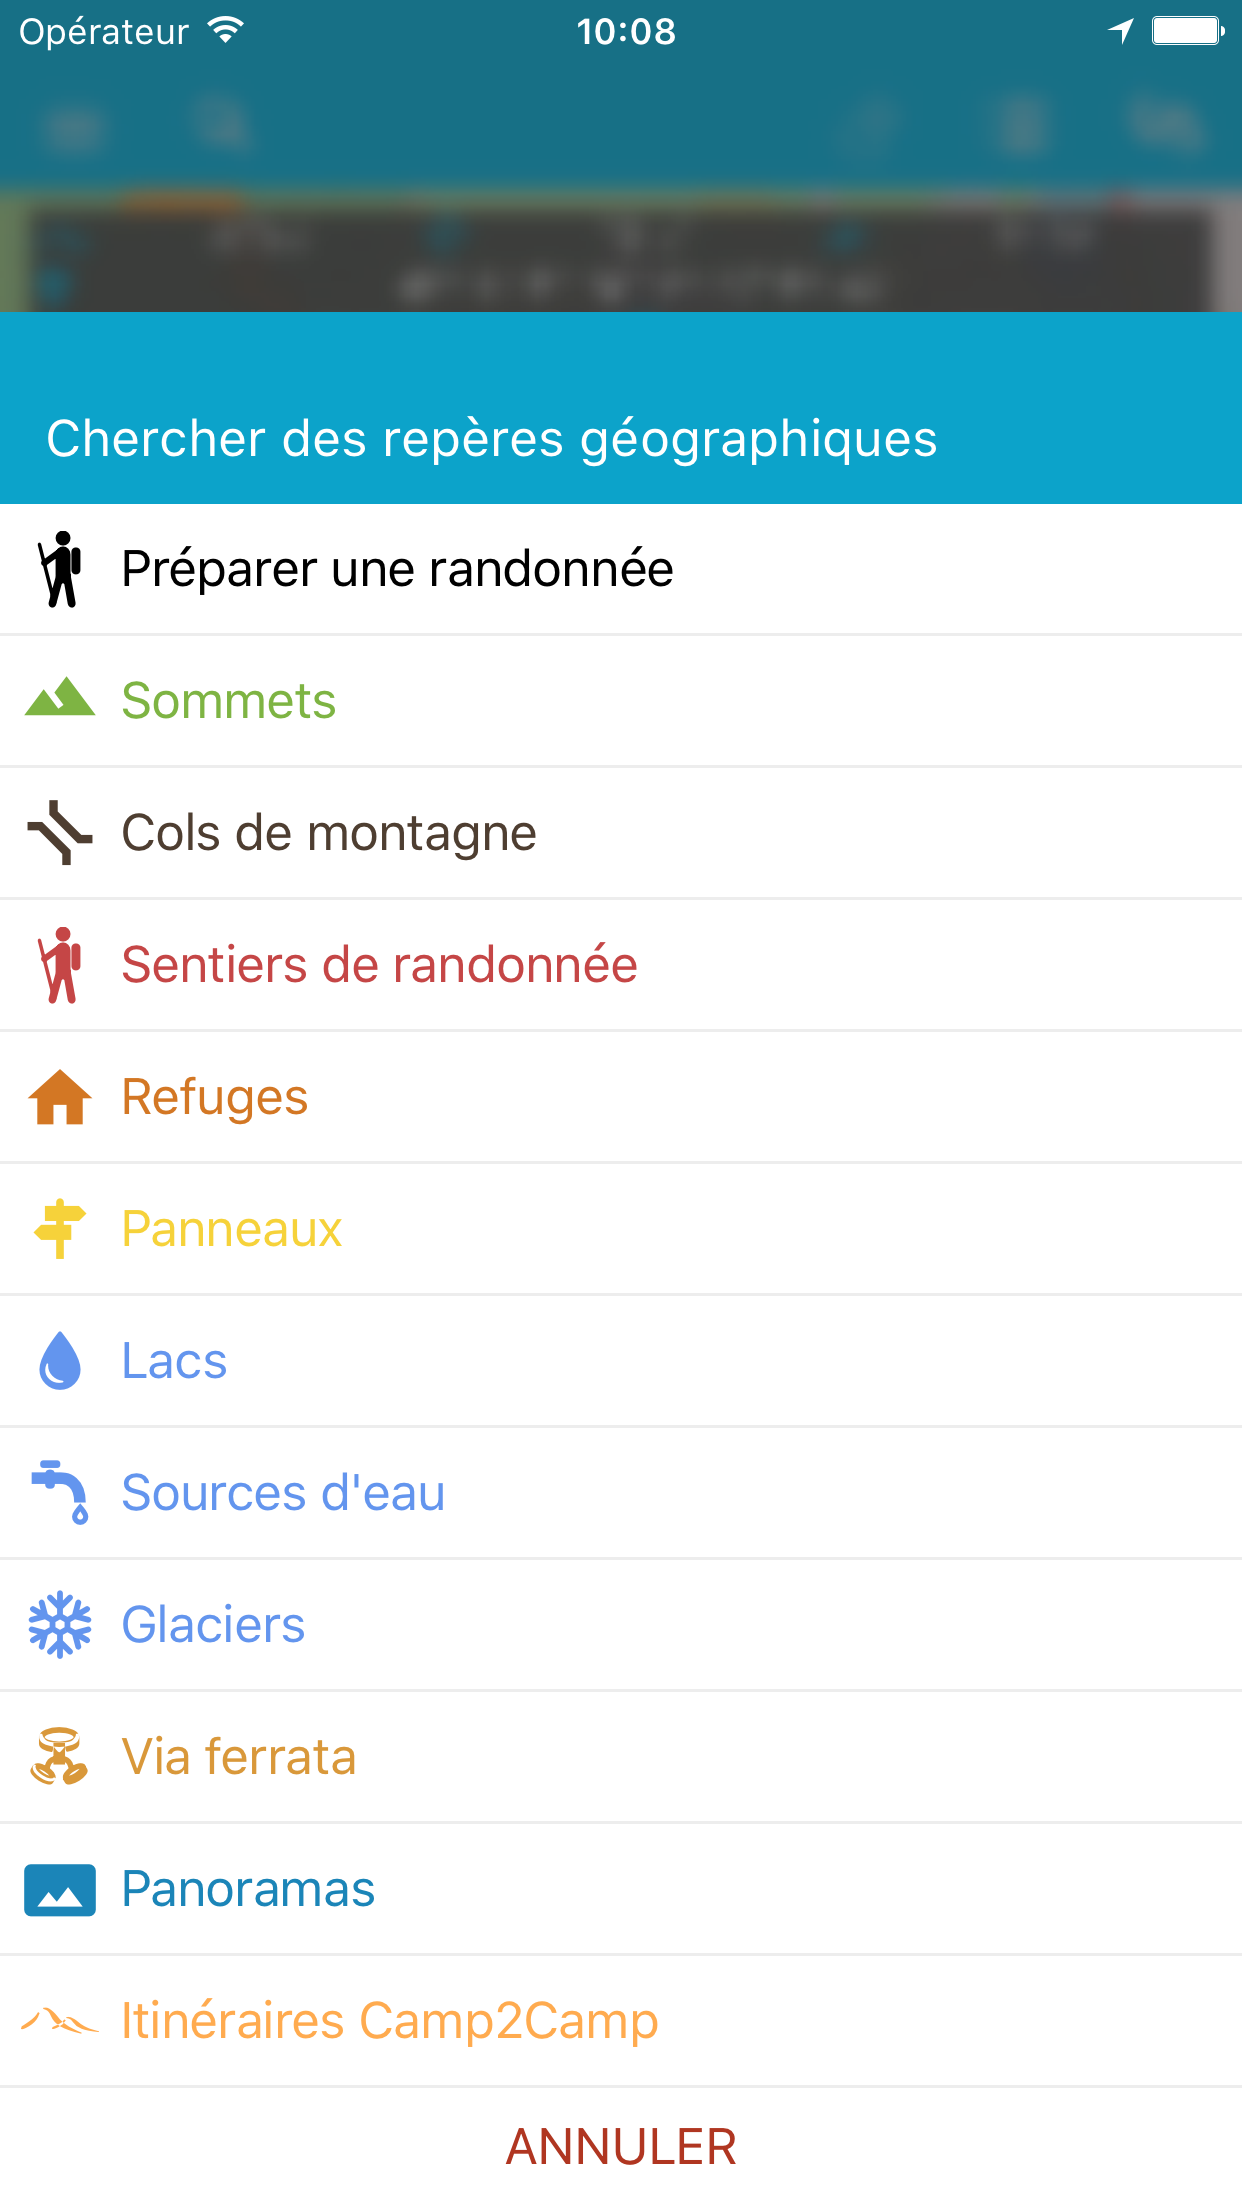 Opérateur 10:08
Chercher des repères géographiques
Préparer une randonnée
Sommets
Cols de montagne
Sentiers de randonnée
Refuges
Panneaux
Lacs
Sources d'eau
Glaciers
Via ferrata
Panoramas
Itinéraires Camp2Camp
ANNULER